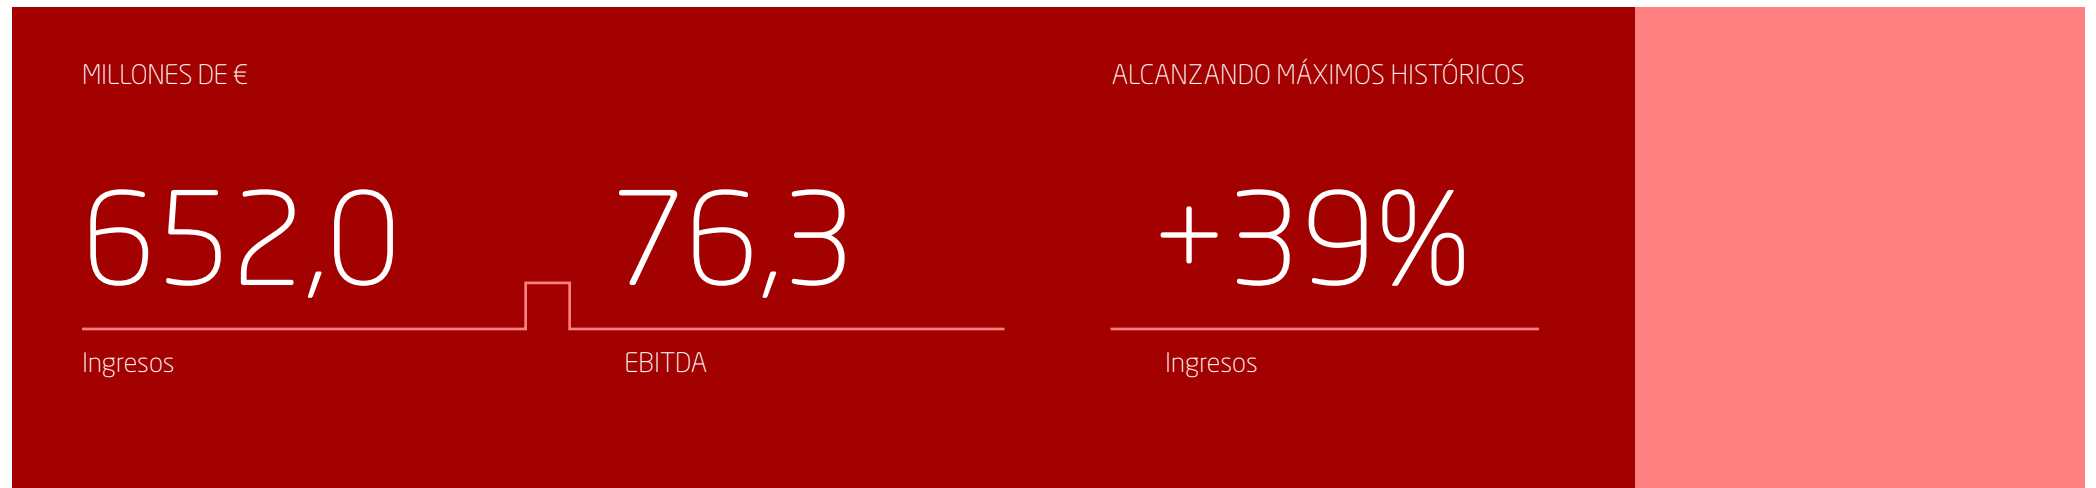 MILLONES DE €
ALCANZANDO MÁXIMOS HISTÓRICOS
652,0
76,3
+39%
Ingresos
EBITDA
Ingresos